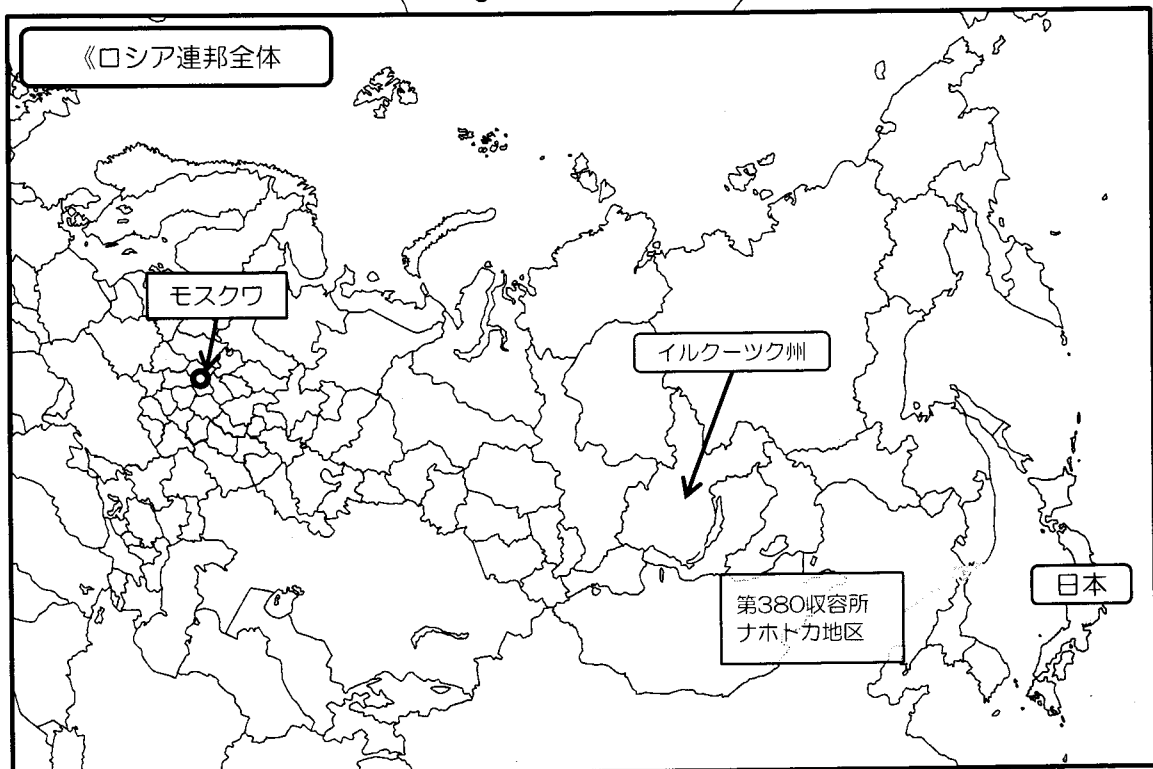 《ロシア連邦全体
モスクワ
イルクーツク州
第380収容所
ナホトカ地区
日本